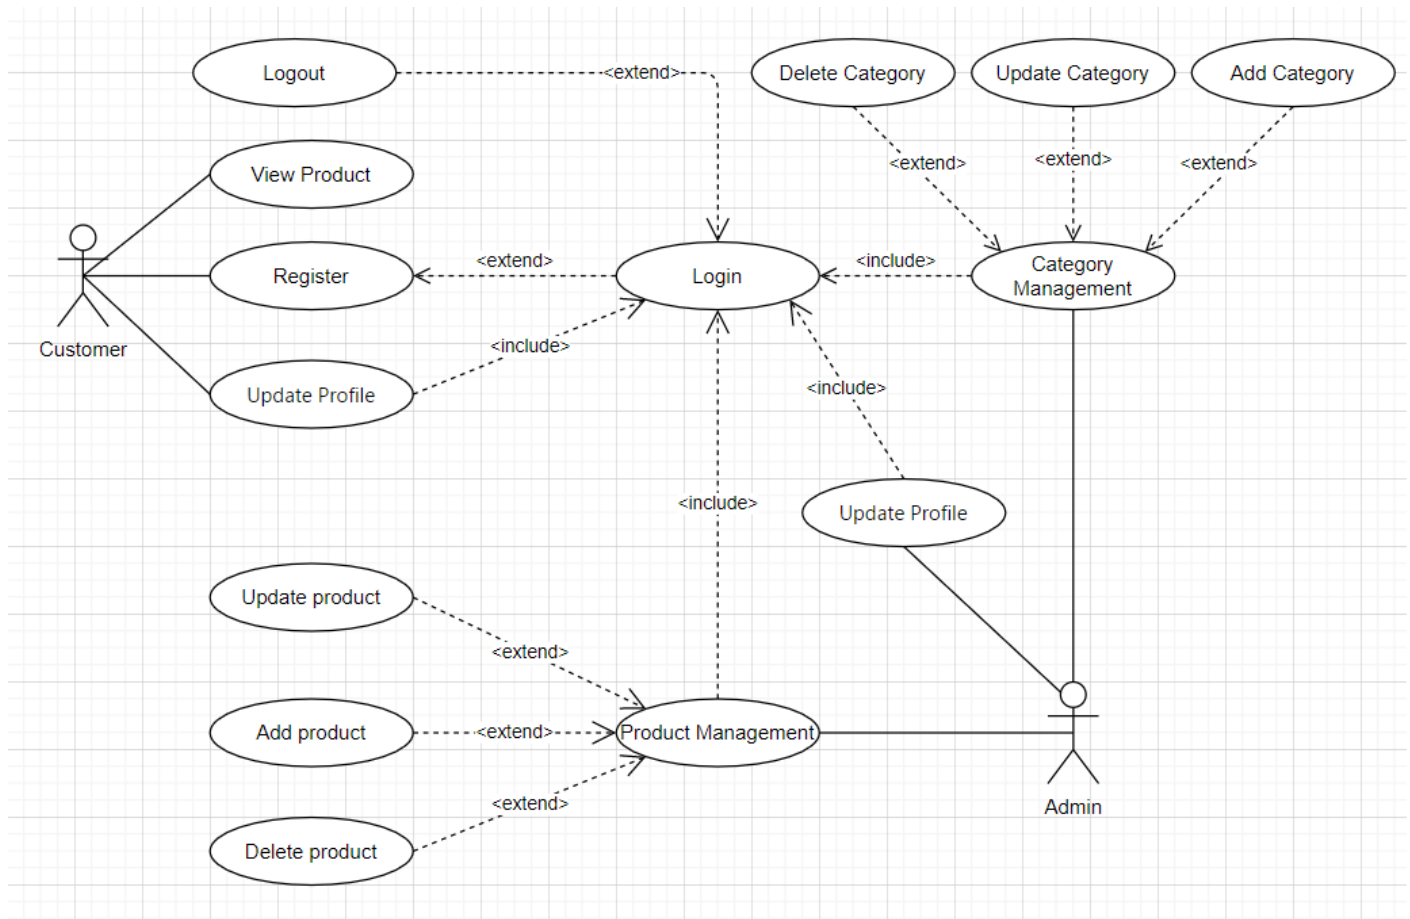 Logout
<extend>
Delete Category
Update Category
Add Category
View Product
<extend>
<extend>
<extend>
Register
<extend>
Login
<include>
Category
Management
Customer
<include>
Update Profile
<include>
<include>
Update Profile
Update product
<extend>
Add product
<extend>
Product Management
<extend>
Admin
Delete product